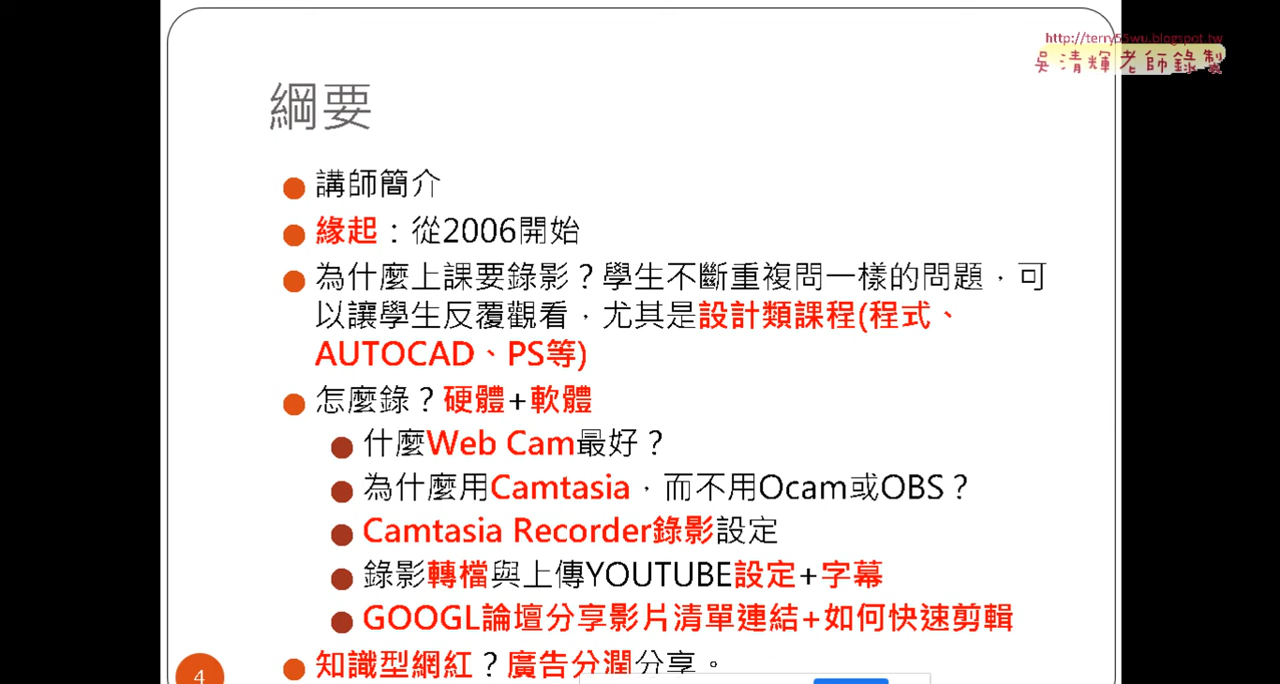 http://terry55wu.blogspot.tw
吳清輝老師錄製
綱要
講師簡介
緣起：從2006開始
為什麼上課要錄影？學生不斷重複問一樣的問題，可
以讓學生反覆觀看，尤其是設計類課程(程式、
AUTOCAD、PS等)
怎麼錄？硬體+軟體
什麼Web Cam最好？
為什麼用Camtasia，而不用Ocam或OBS？
Camtasia Recorder錄影設定
錄影轉檔與上傳YOUTUBE設定+字幕
GOOGL論壇分享影片清單連結+如何快速剪輯
知識型網紅？廣告分潤分享。
4